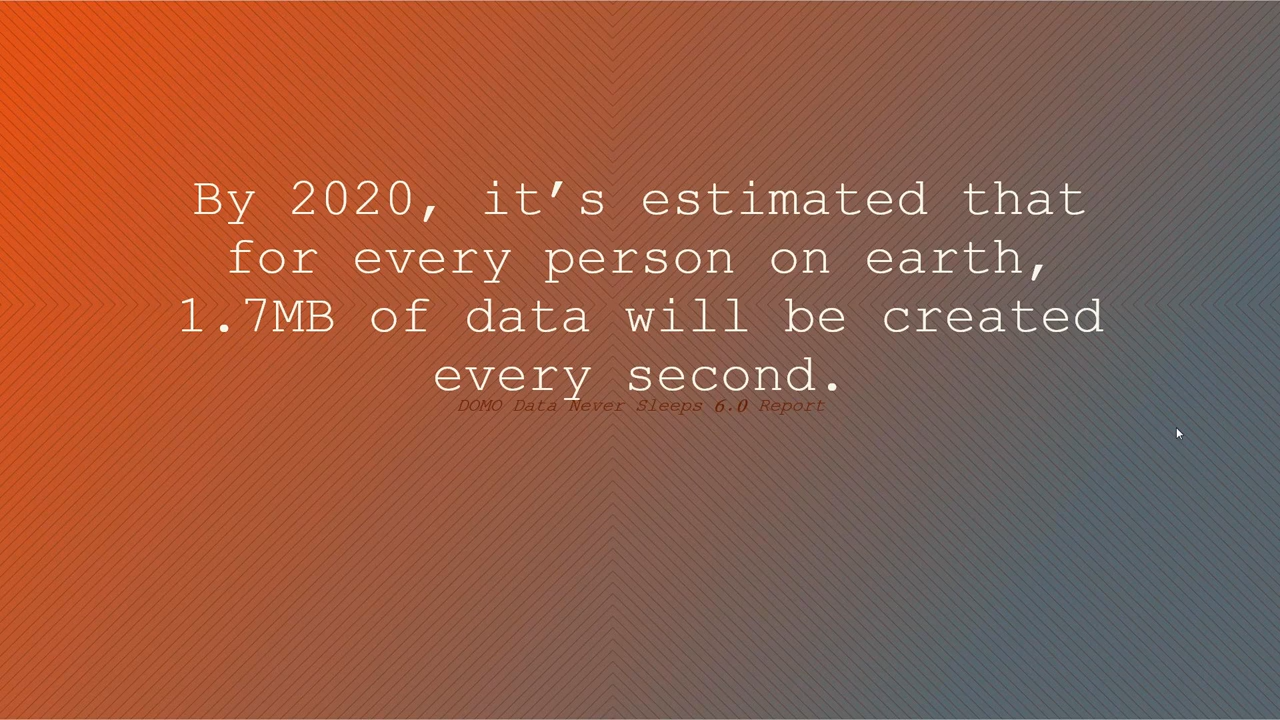 By 2020, it’s estimated that
for every person on earth,
1.7MB of data will be created
every second.
DOMO Data Never Sleeps 6.0 Report